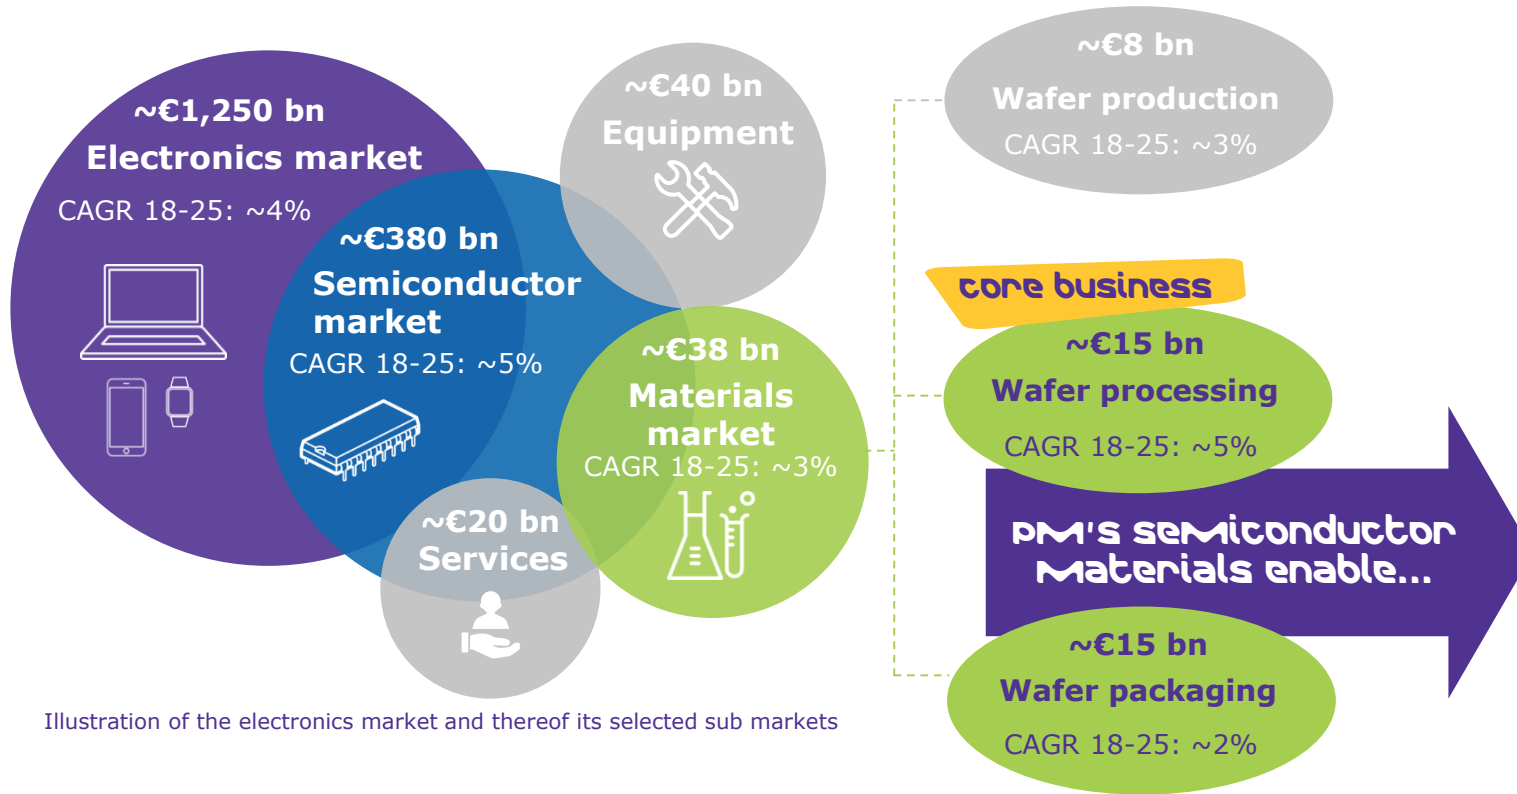 ~€1,250 bn
Electronics market
CAGR 18-25: ~4%
~€380 bn
Semiconductor
market
CAGR 18-25: ~5%
~€40 bn
Equipment
~€38 bn
Materials
market
CAGR 18-25: ~3%
~€20 bn
Services
~€8 bn
Wafer production
CAGR 18-25: ~3%
core business
~€15 bn
Wafer processing
CAGR 18-25: ~5%
PM's semiconductor
Materials enable...
~€15 bn
Wafer packaging
CAGR 18-25: ~2%
Illustration of the electronics market and thereof its selected sub markets